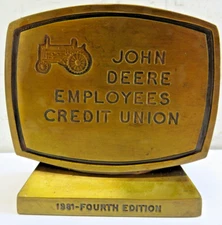 JOHN
DEERE
EMPLOYEES
CREDIT UNION
1981-FOURTH EDITION